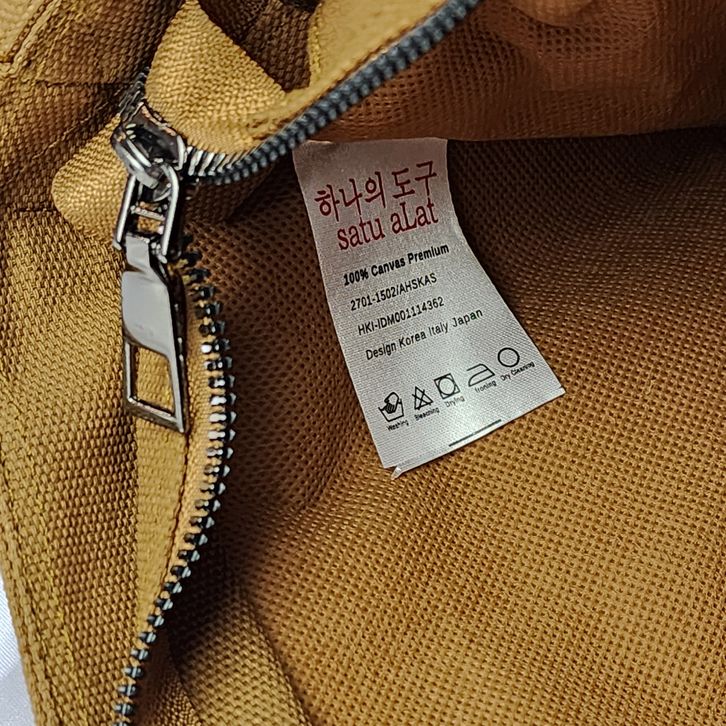 하나의 도구
satu aLat
100% Canvas Premium
2701-1502/AHSKAS
HKI-IDM001114362
Design Korea Italy Japan
Washing Bleaching Drying Ironing Dry Cleaning